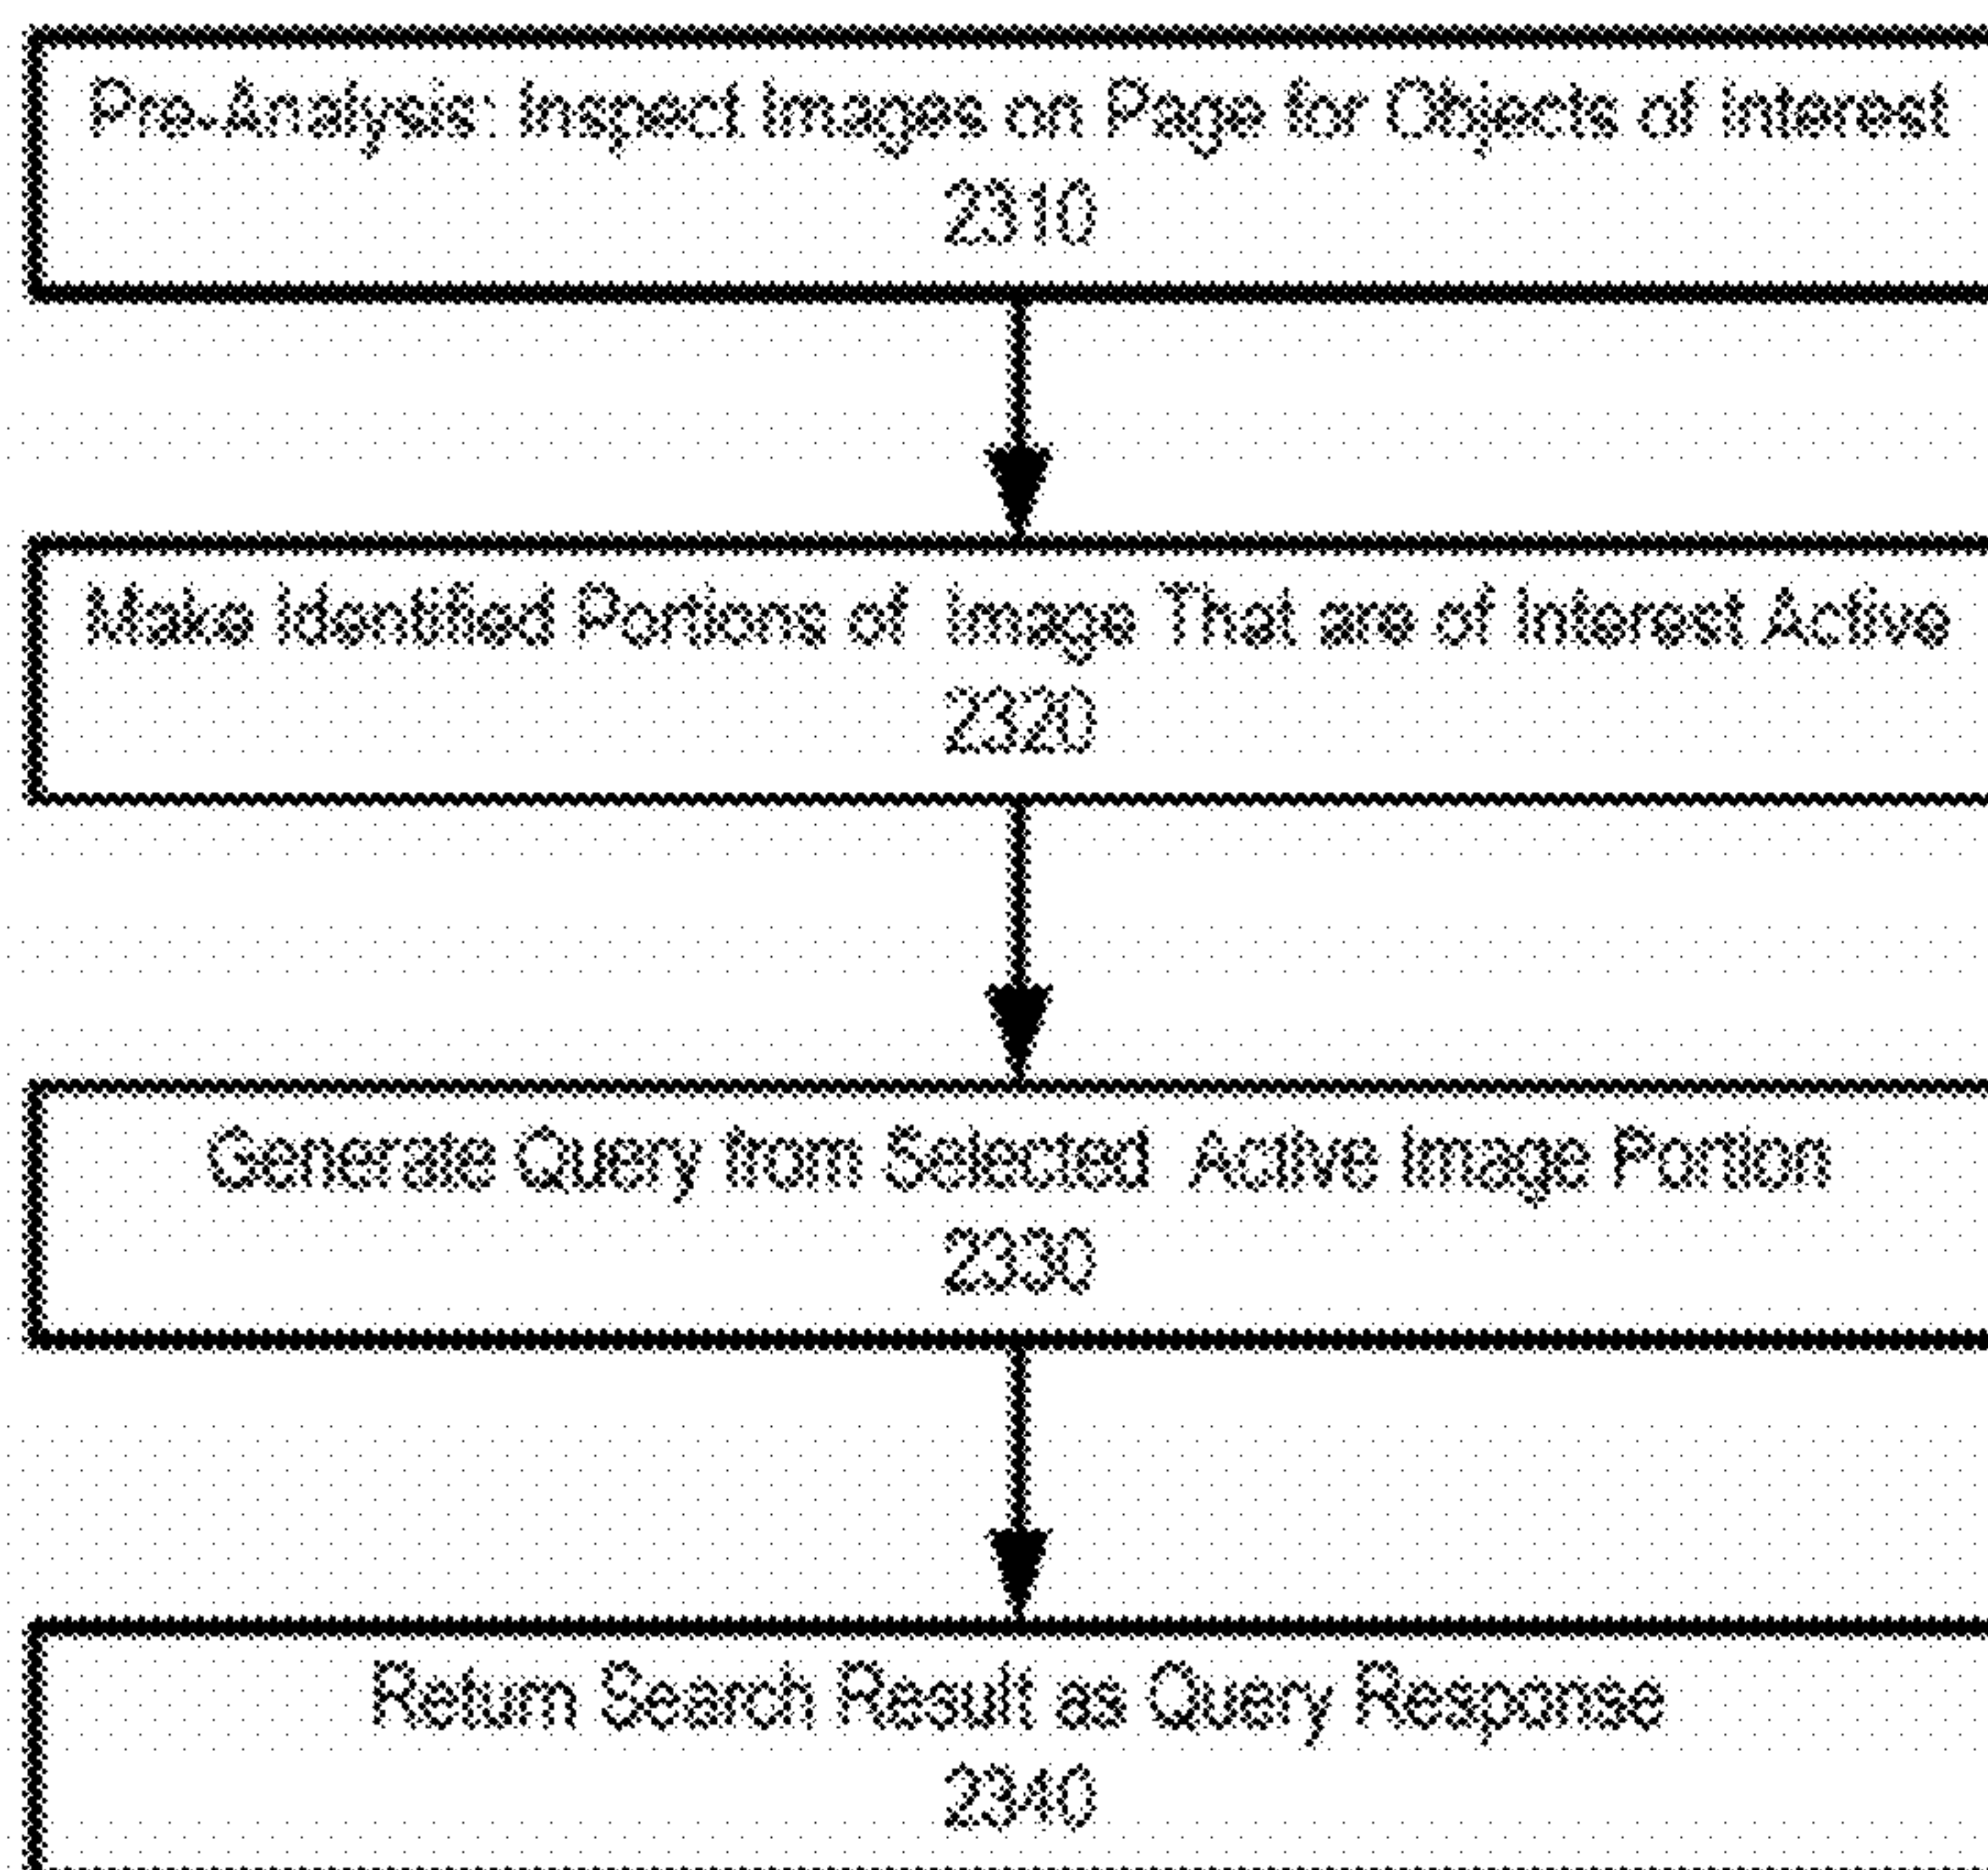 Pre-Analysis: Inspect Images on Page for Objects of Interest
2310
Make Identified Portions of Image That are of Interest Active
2320
Generate Query from Selected Active Image Portion
2330
Return Search Result as Query Response
2340